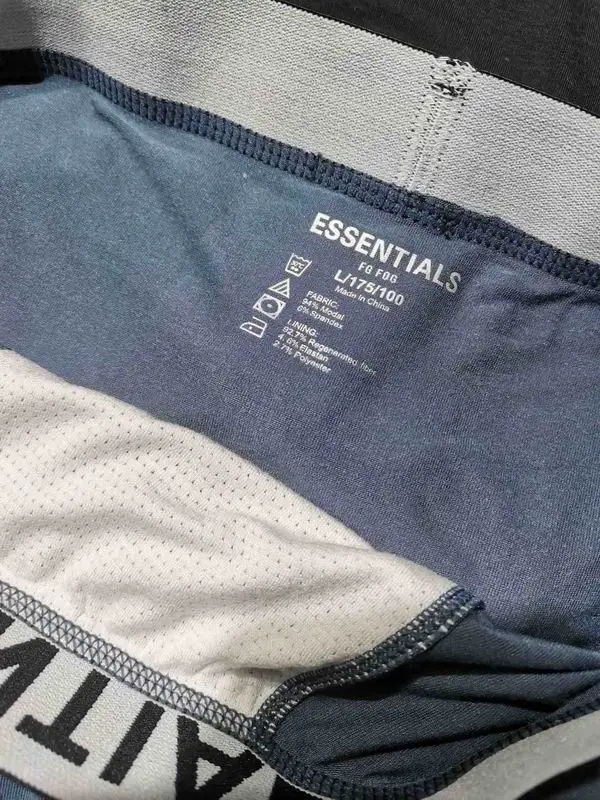 ESSENTIALS
FG FOG
L/175/100
Made in China
30℃
FABRIC:
94% Modal
6% Spandex
LINING:
92.7% Regenerated fiber
4.6% Elastan
2.7% Polyester